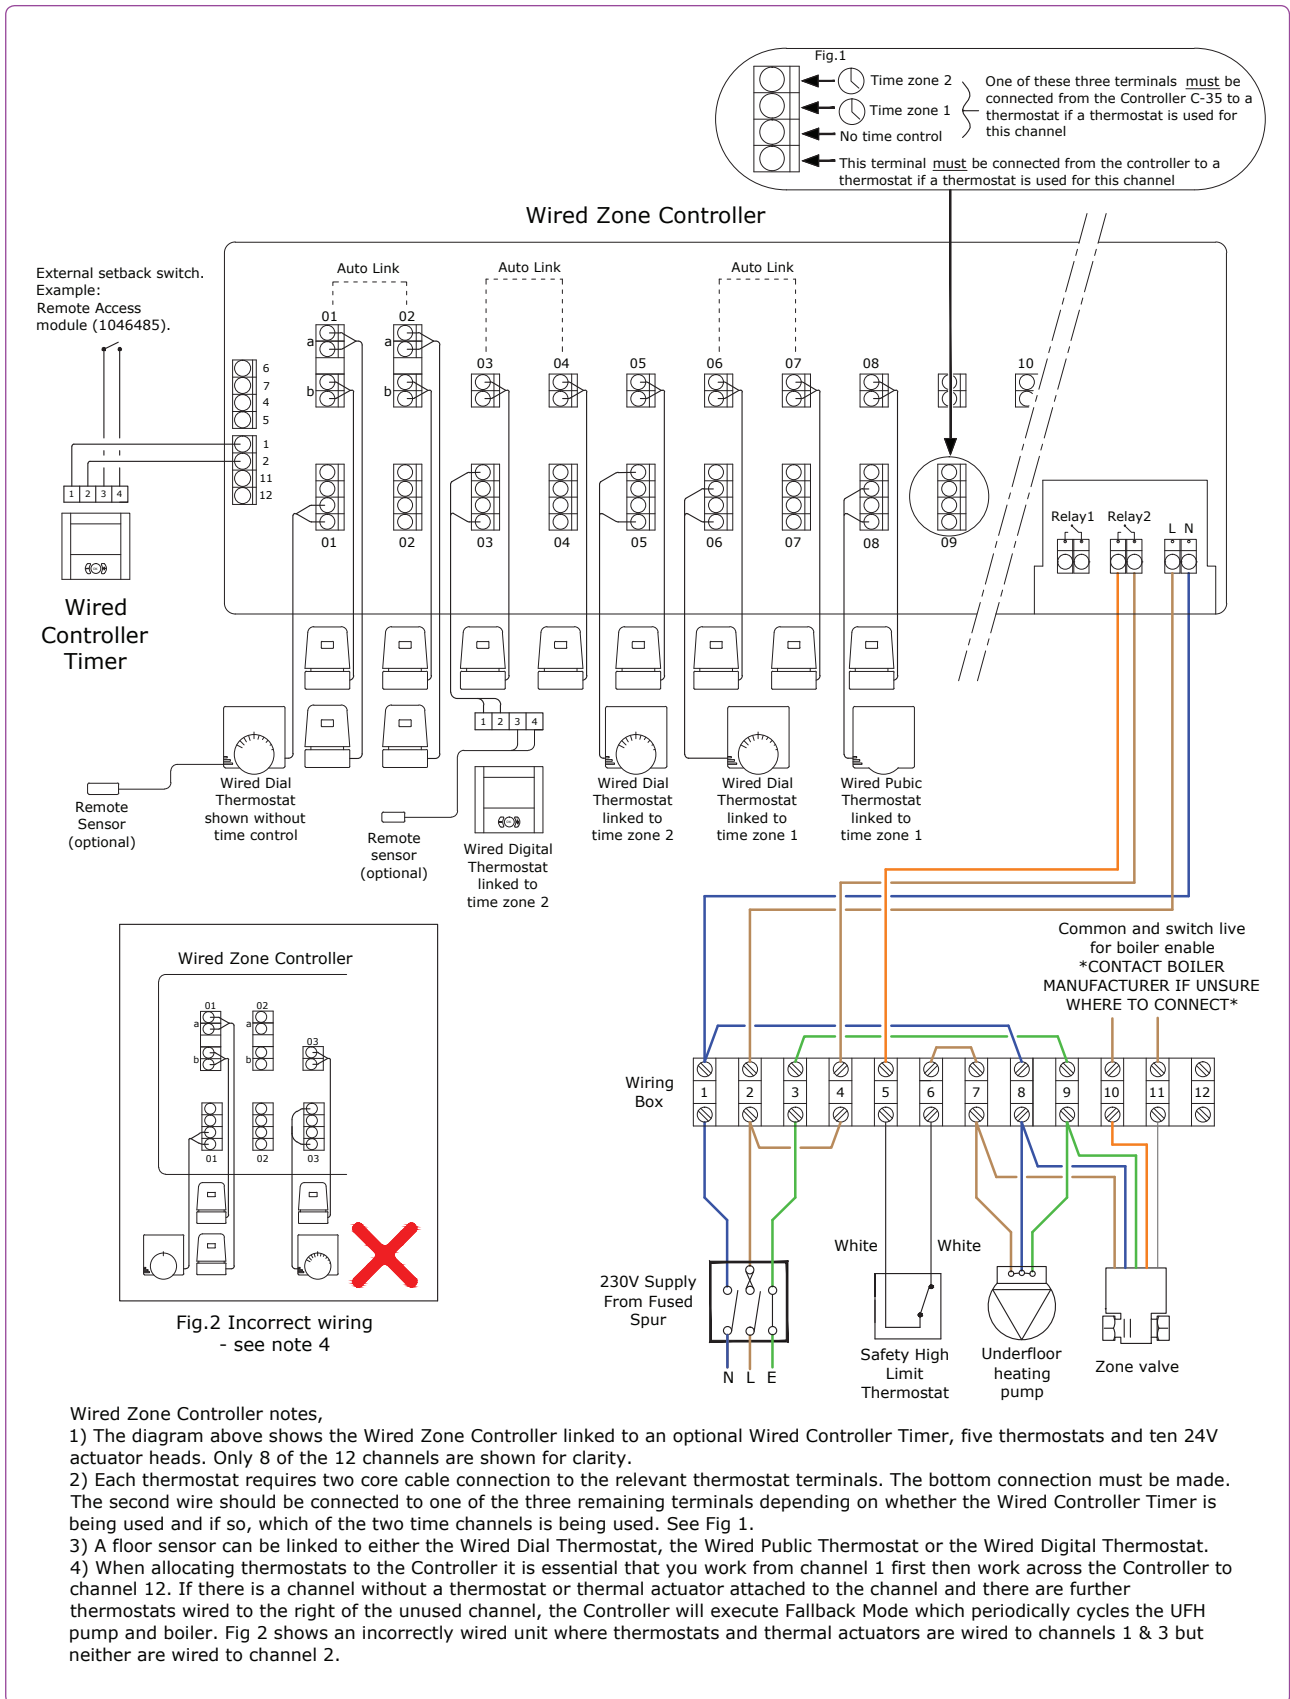 Fig.1
Time zone 2
Time zone 1
No time control
One of these three terminals must be
connected from the Controller C-35 to a
thermostat if a thermostat is used for
this channel
This terminal must be connected from the controller to a
thermostat if a thermostat is used for this channel
Wired Zone Controller
External setback switch.
Example:
Remote Access
module (1046485).
Auto Link
Auto Link
Auto Link
01
02
a
a
b
b
03
04
05
06
07
08
10
6
7
4
5
1
2
11
12
1 2 3 4
Wired
Controller
Timer
01
02
03
04
05
06
07
08
09
Relay1
Relay2
L N
1 2 3 4
Remote
Sensor
(optional)
Wired Dial
Thermostat
shown without
time control
Remote
sensor
(optional)
Wired Digital
Thermostat
linked to
time zone 2
Wired Dial
Thermostat
linked to
time zone 2
Wired Dial
Thermostat
linked to
time zone 1
Wired Pubic
Thermostat
linked to
time zone 1
Common and switch live
for boiler enable
*CONTACT BOILER
MANUFACTURER IF UNSURE
WHERE TO CONNECT*
Wiring
Box
1 2 3 4 5 6 7 8 9 10 11 12
Wired Zone Controller
01
02
a
a
b
b
03
01
02
03
Fig.2 Incorrect wiring
- see note 4
230V Supply
From Fused
Spur
N L E
White
White
Safety High
Limit
Thermostat
Underfloor
heating
pump
Zone valve
Wired Zone Controller notes,
1) The diagram above shows the Wired Zone Controller linked to an optional Wired Controller Timer, five thermostats and ten 24V
actuator heads. Only 8 of the 12 channels are shown for clarity.
2) Each thermostat requires two core cable connection to the relevant thermostat terminals. The bottom connection must be made.
The second wire should be connected to one of the three remaining terminals depending on whether the Wired Controller Timer is
being used and if so, which of the two time channels is being used. See Fig 1.
3) A floor sensor can be linked to either the Wired Dial Thermostat, the Wired Public Thermostat or the Wired Digital Thermostat.
4) When allocating thermostats to the Controller it is essential that you work from channel 1 first then work across the Controller to
channel 12. If there is a channel without a thermostat or thermal actuator attached to the channel and there are further
thermostats wired to the right of the unused channel, the Controller will execute Fallback Mode which periodically cycles the UFH
pump and boiler. Fig 2 shows an incorrectly wired unit where thermostats and thermal actuators are wired to channels 1 & 3 but
neither are wired to channel 2.